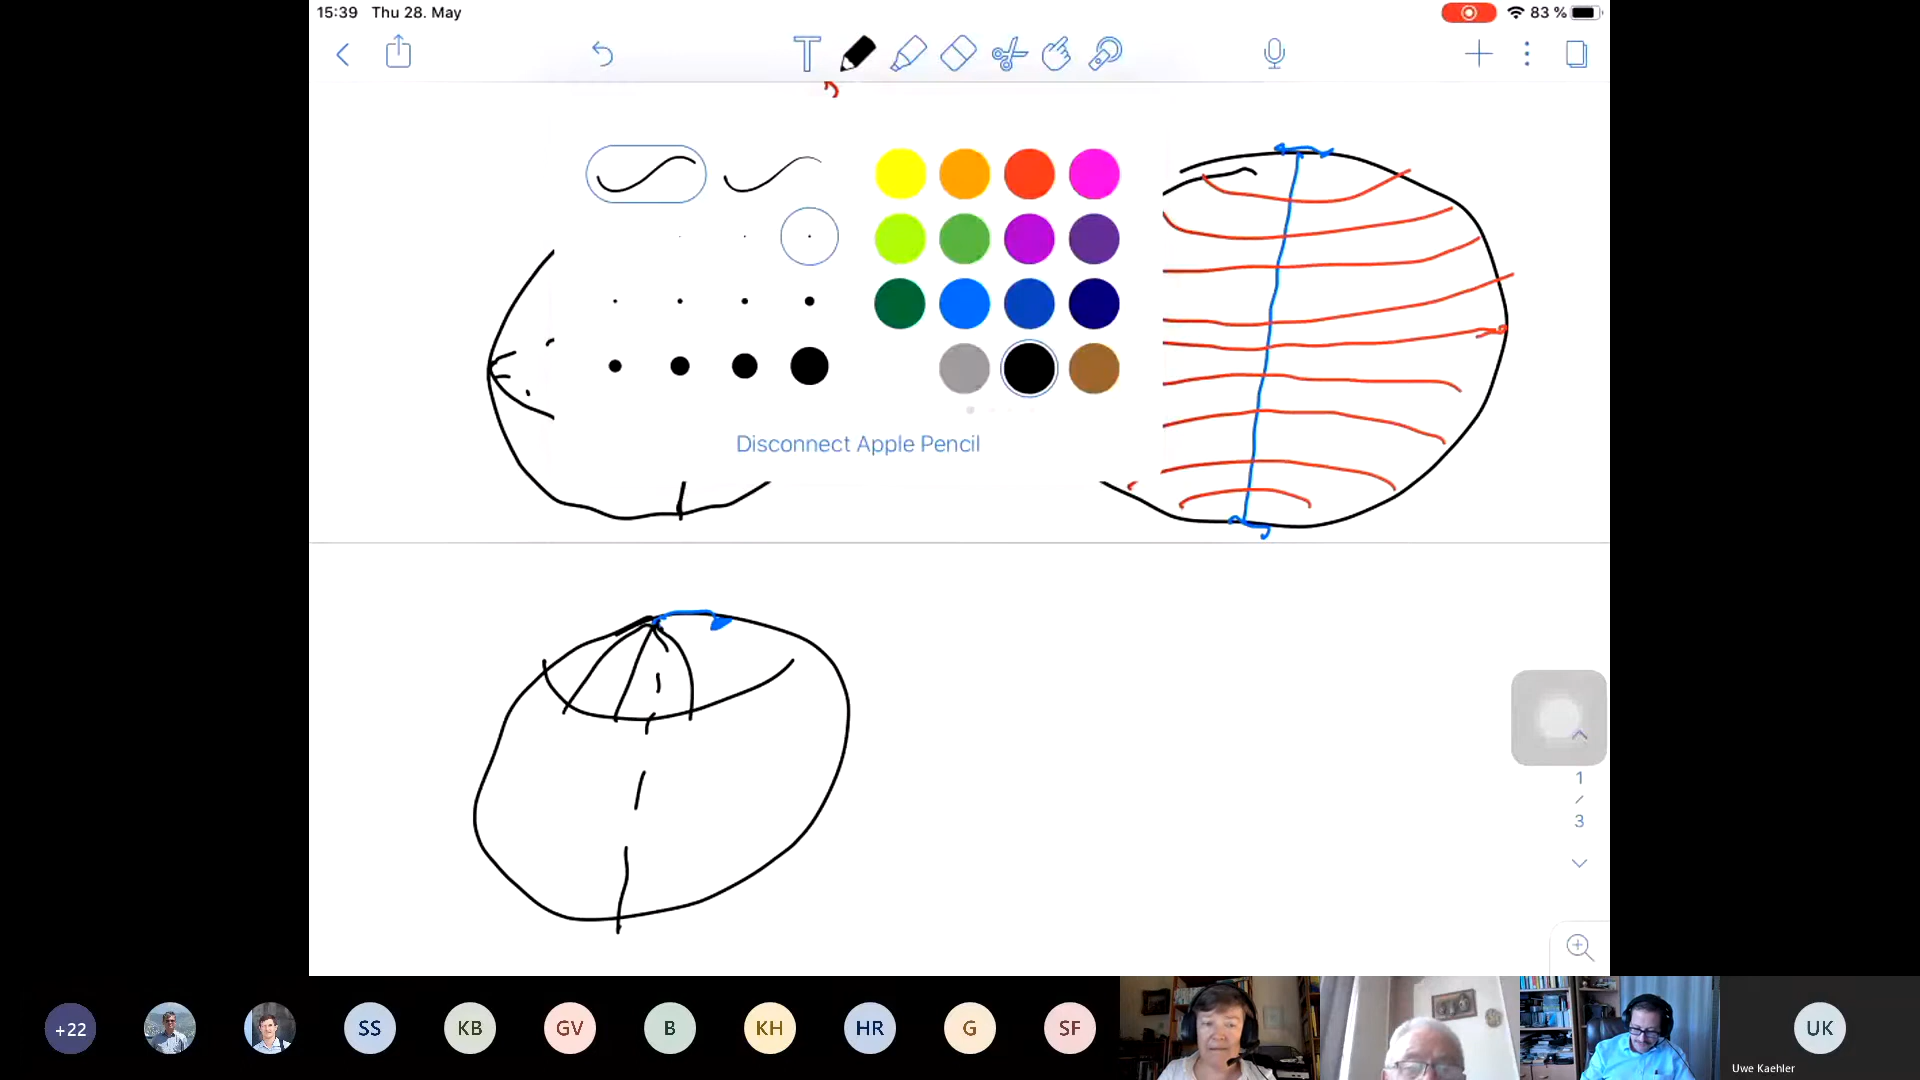 15:39 Thu 28. May
83 %
T
Disconnect Apple Pencil
1
/
3
+22
SS
KB
GV
B
KH
HR
G
SF
UK
Uwe Kaehler